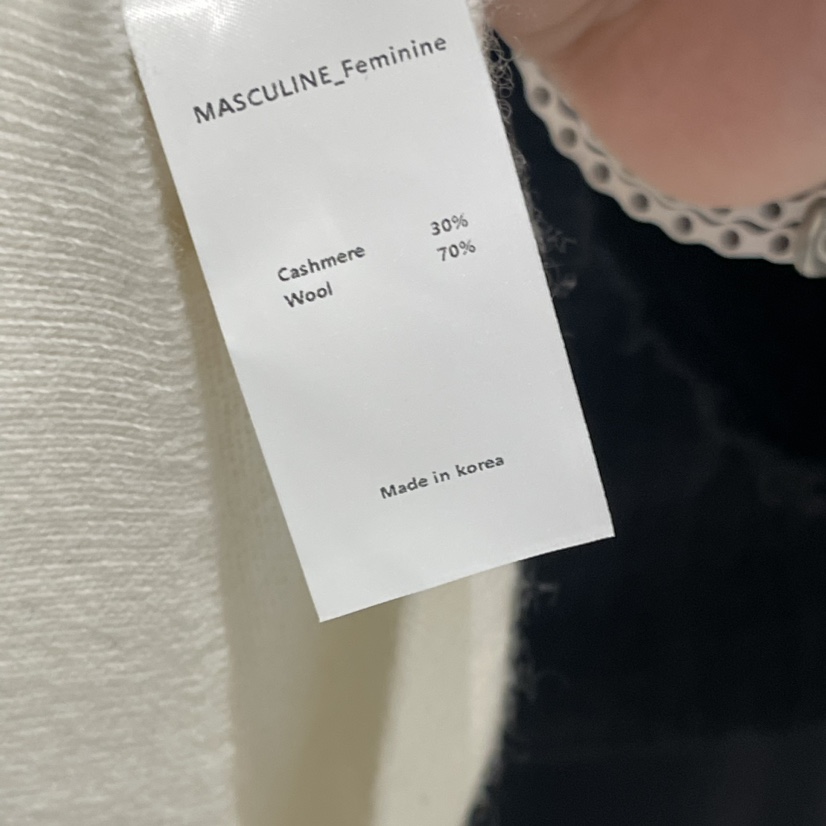 MASCULINE_Feminine
Cashmere 30%
Wool 70%
Made in korea